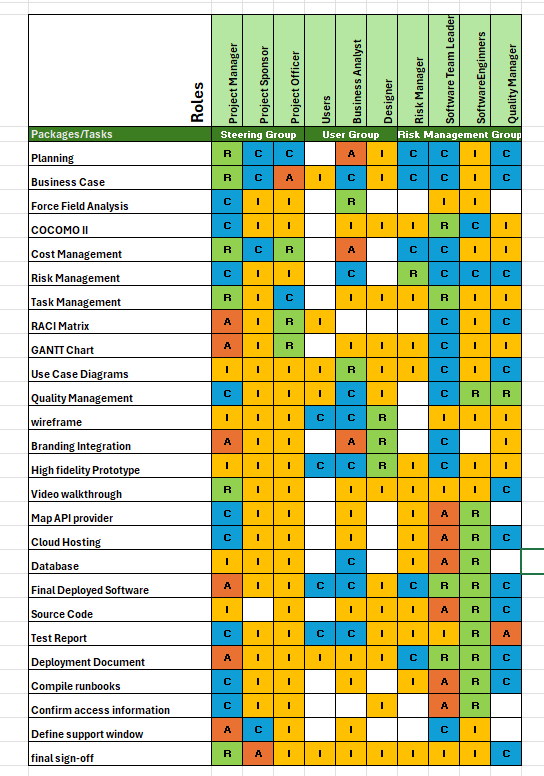 Roles Project Manager Project Sponsor Project Officer Users Business Analyst Designer Risk Manager Software Team Leader SoftwareEnginners Quality Manager
Packages/Tasks Steering Group User Group Risk Management Group
Planning R C C A I C C I C
Business Case R C A I C I C C I C
Force Field Analysis C I I R I I
COCOMO II C I I I I I R C I
Cost Management R C R A C C I I
Risk Management C I I C R C C C
Task Management R I C I I I R I I
RACI Matrix A I R I C I C
GANTT Chart A I R I I I C I I
Use Case Diagrams I I I I R I I C I C
Quality Management C I I I C I C R R
wireframe I I I C C R I I I
Branding Integration A I I A R C I
High fidelity Prototype I I I C C R I C I I
Video walkthrough R I I I I I I I C
Map API provider C I I I I A R
Cloud Hosting C I I I I A R C
Database I I I C I A R
Final Deployed Software A I I C C I C R R C
Source Code I I I I I A R C
Test Report C I I C C I I I R A
Deployment Document A I I I I I C R R C
Compile runbooks C I I I I A R C
Confirm access information C I I I A R
Define support window A C I I C I
final sign-off R A I I I I I I I C